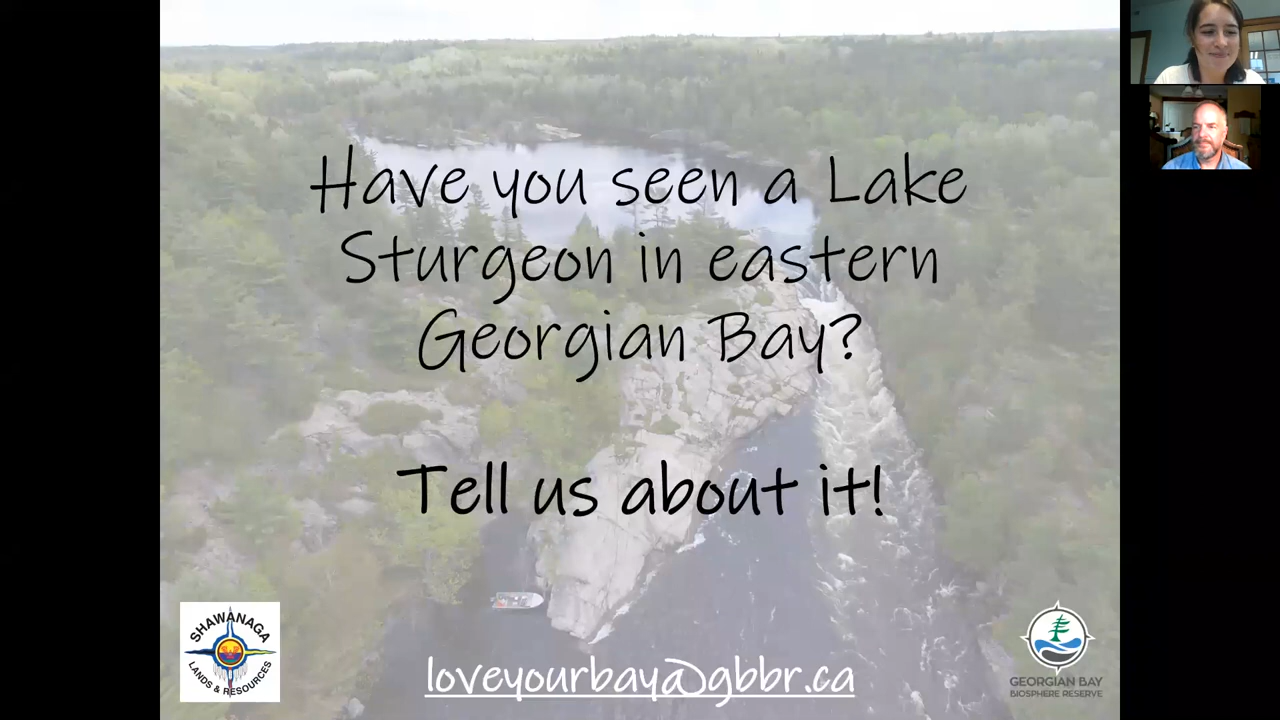 Have you seen a Lake
Sturgeon in eastern
Georgian Bay?
Tell us about it!
SHAWANAGA
LANDS & RESOURCES
loveyourbay@gbbr.ca
GEORGIAN BAY
BIOSPHERE RESERVE